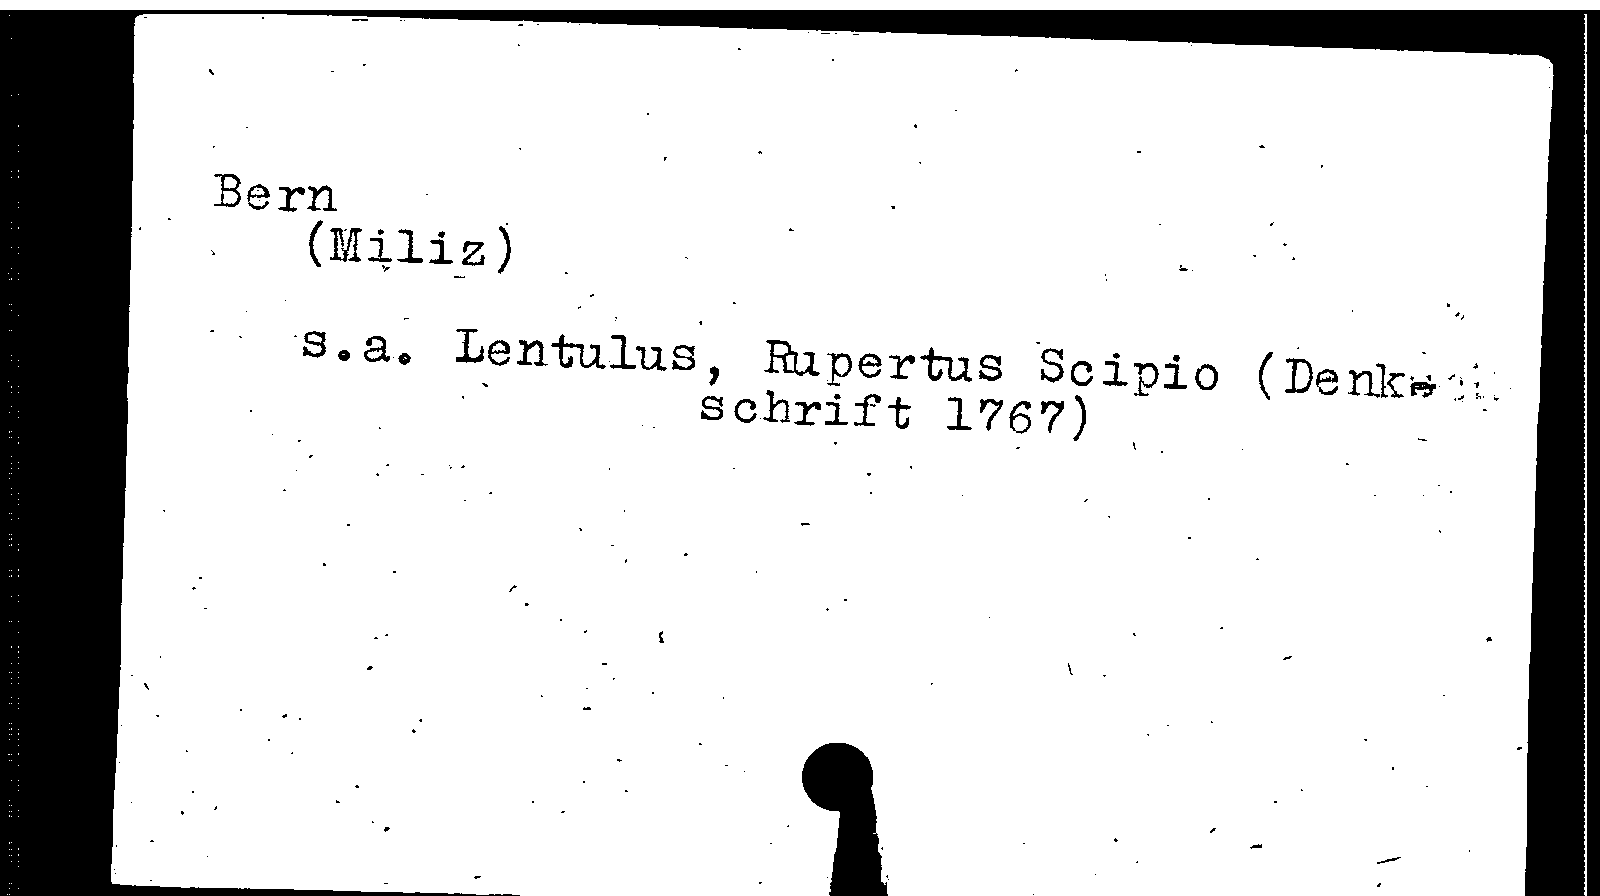 Bern
(Miliz)
s.a. Lentulus, Rupertus Scipio (Denk-
schrift 1767)